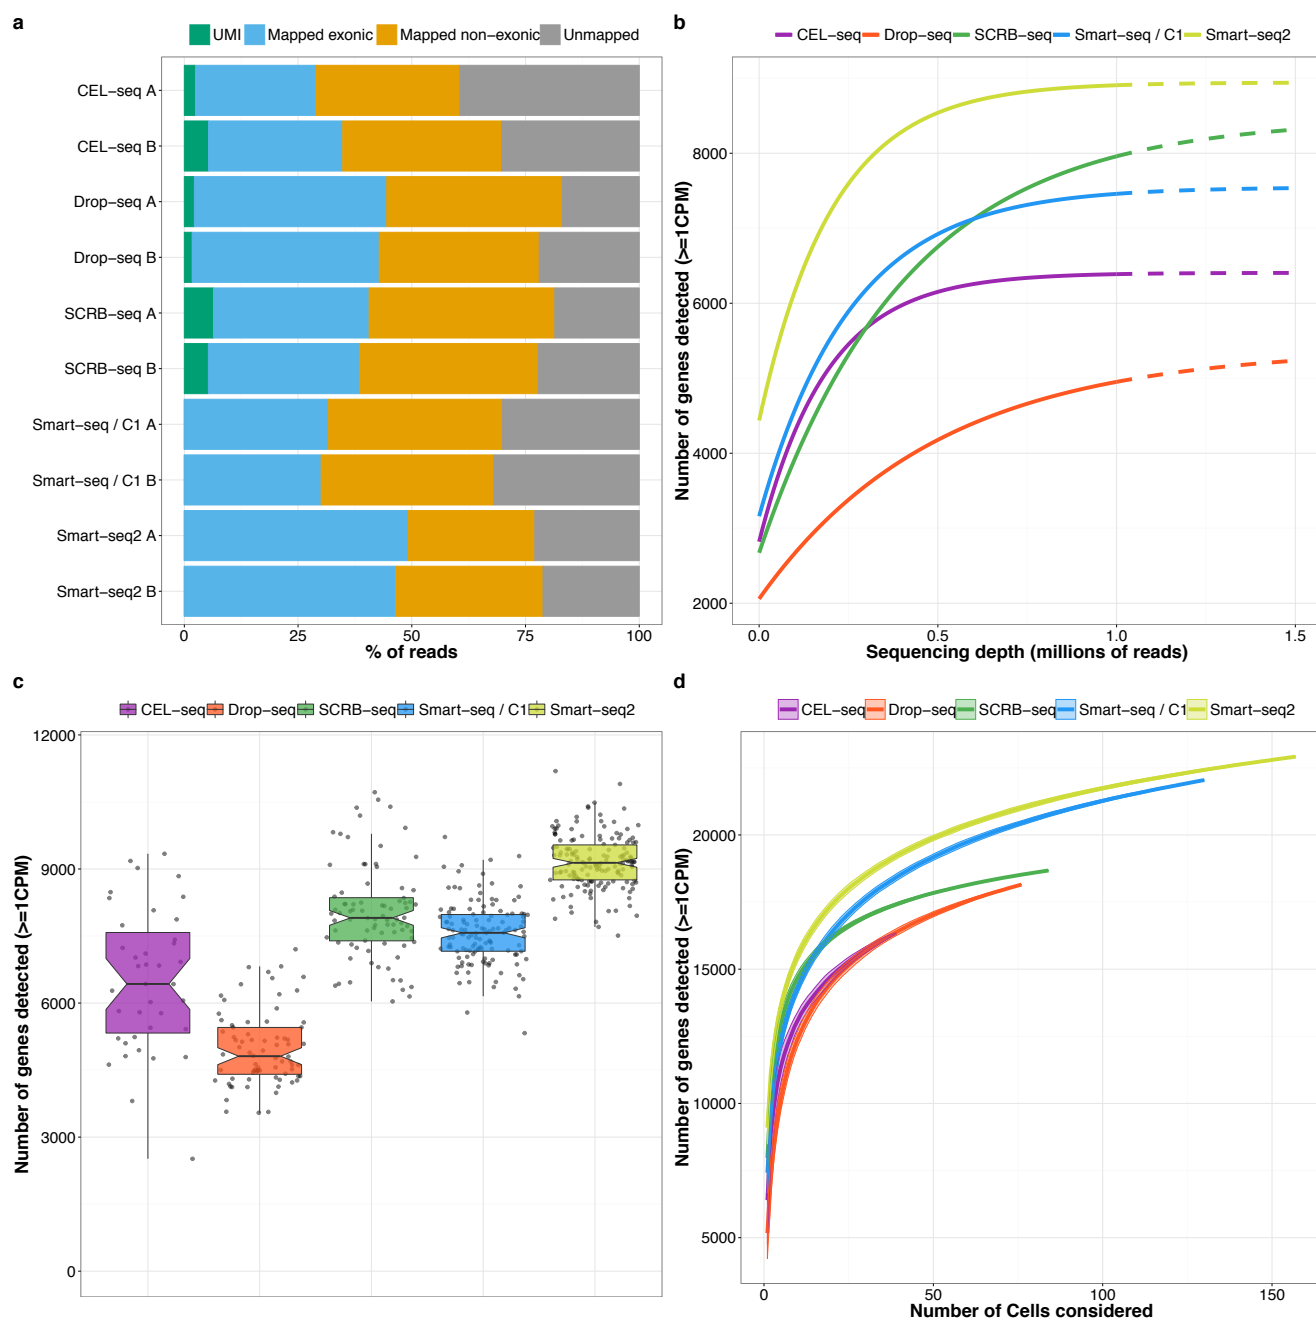 a
UMI Mapped exonic Mapped non−exonic Unmapped
CEL−seq A
CEL−seq B
Drop−seq A
Drop−seq B
SCRB−seq A
SCRB−seq B
Smart−seq / C1 A
Smart−seq / C1 B
Smart−seq2 A
Smart−seq2 B
0 25 50 75 100
% of reads
b
CEL−seq Drop−seq SCRB−seq Smart−seq / C1 Smart−seq2
Number of genes detected (>=1CPM)
8000
6000
4000
2000
0.0 0.5 1.0 1.5
Sequencing depth (millions of reads)
c
CEL−seq Drop−seq SCRB−seq Smart−seq / C1 Smart−seq2
Number of genes detected (>=1CPM)
12000
9000
6000
3000
0
d
CEL−seq Drop−seq SCRB−seq Smart−seq / C1 Smart−seq2
Number of genes detected (>=1CPM)
20000
15000
10000
5000
0 50 100 150
Number of Cells considered